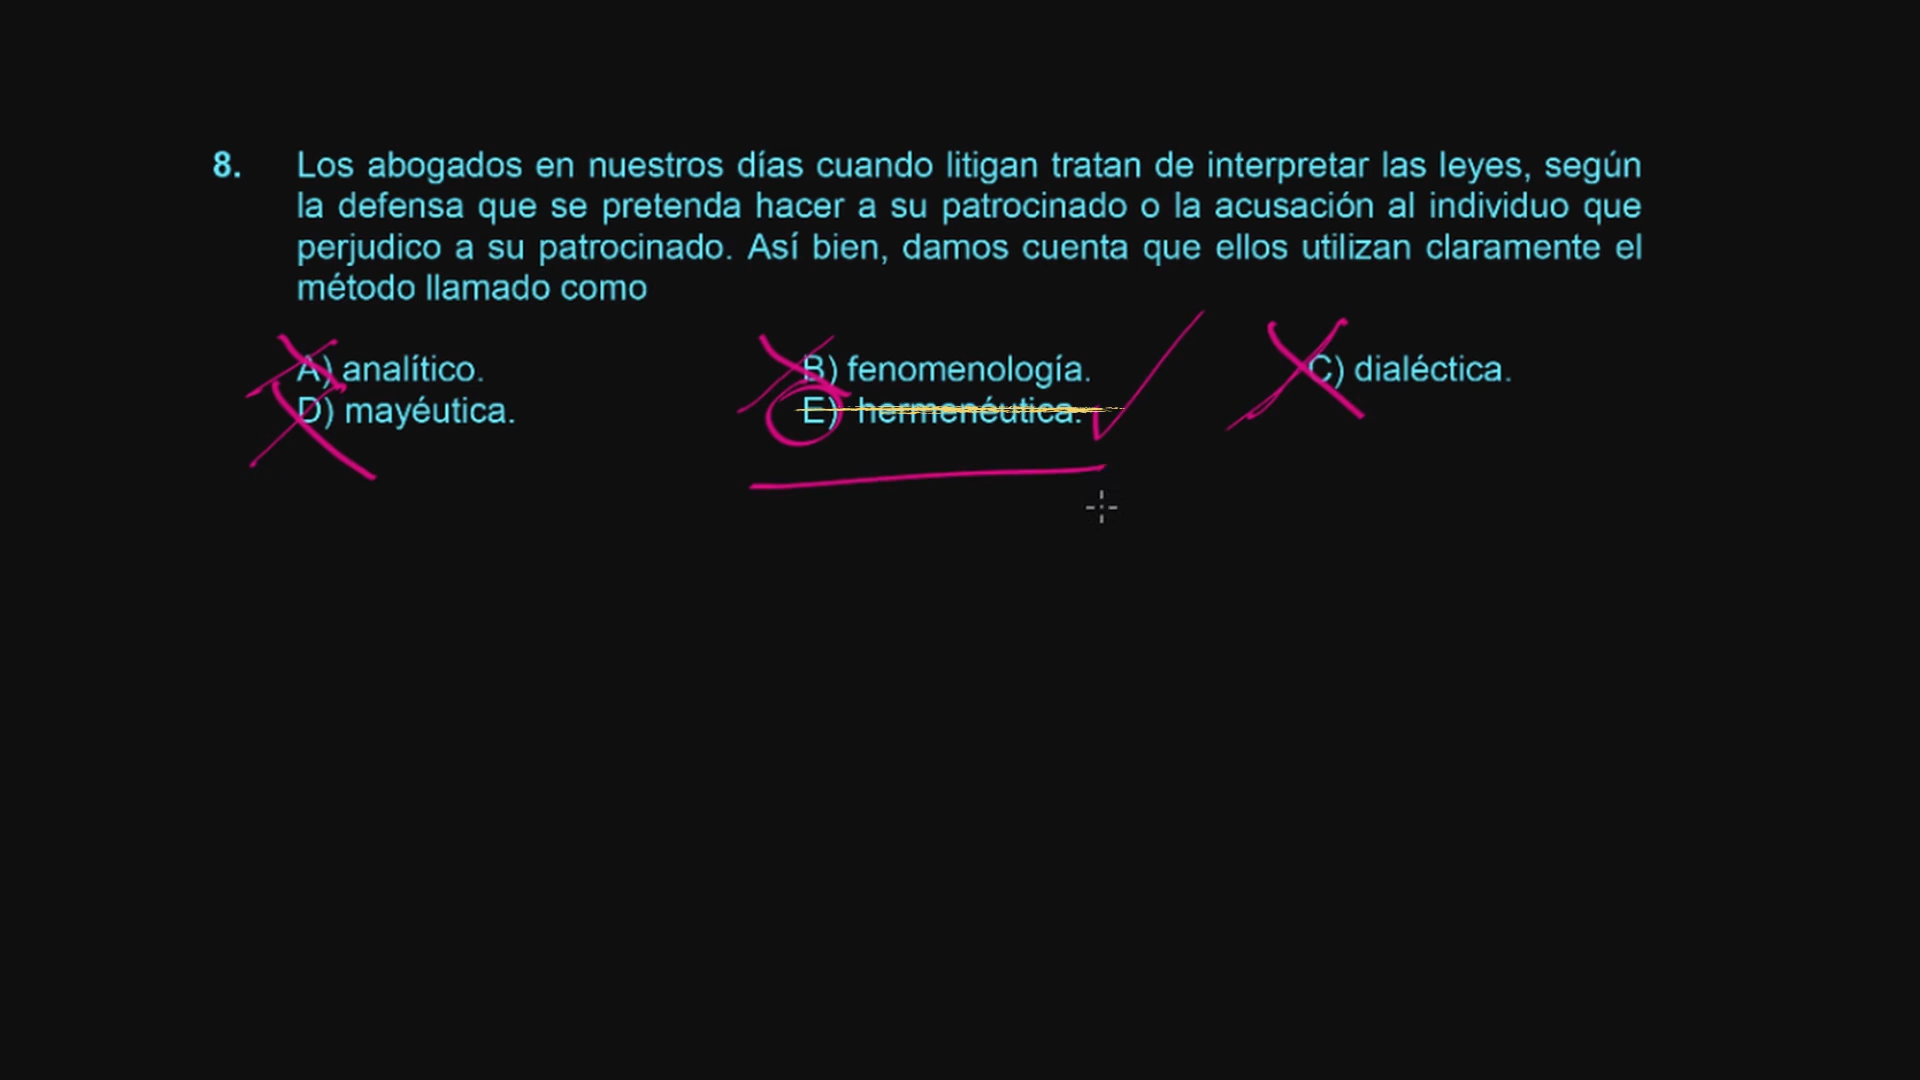 8. Los abogados en nuestros días cuando litigan tratan de interpretar las leyes, según
la defensa que se pretenda hacer a su patrocinado o la acusación al individuo que
perjudico a su patrocinado. Así bien, damos cuenta que ellos utilizan claramente el
método llamado como
A) analítico. B) fenomenología. C) dialéctica.
D) mayéutica. E) hermenéutica.